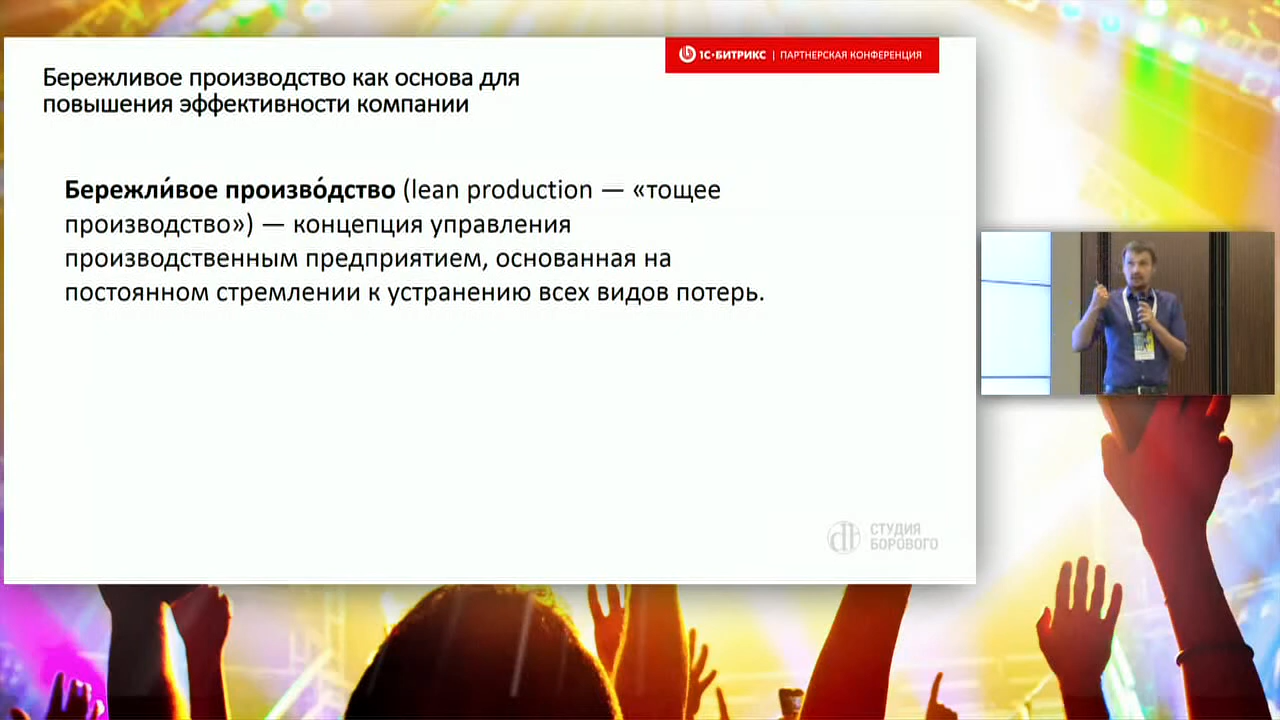 1С-БИТРИКС | ПАРТНЕРСКАЯ КОНФЕРЕНЦИЯ
Бережливое производство как основа для
повышения эффективности компании
Бережли́вое произво́дство (lean production — «тощее
производство») — концепция управления
производственным предприятием, основанная на
постоянном стремлении к устранению всех видов потерь.
СТУДИЯ
БОРОВОГО